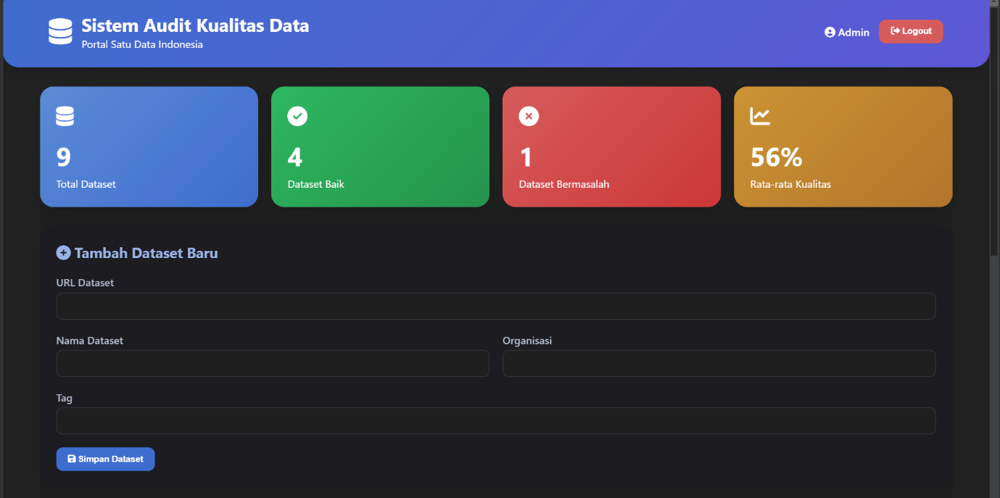 Sistem Audit Kualitas Data
Portal Satu Data Indonesia
Admin
Logout
9
Total Dataset
4
Dataset Baik
1
Dataset Bermasalah
56%
Rata-rata Kualitas
Tambah Dataset Baru
URL Dataset
Nama Dataset
Organisasi
Tag
Simpan Dataset